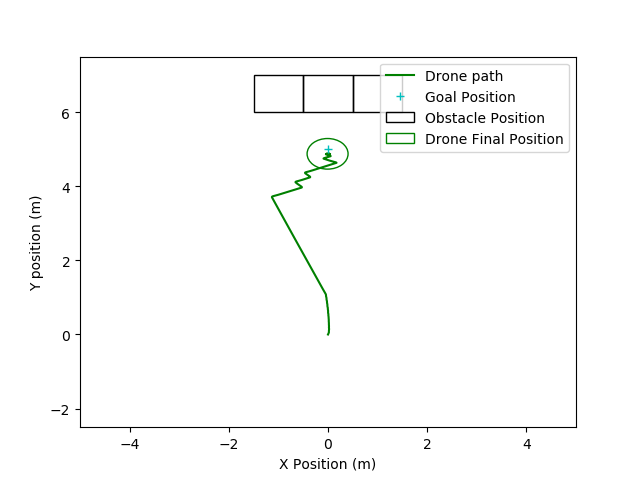 Drone path
Goal Position
Obstacle Position
Drone Final Position
Y position (m)
6
4
2
0
−2
−4
−2
0
2
4
X Position (m)